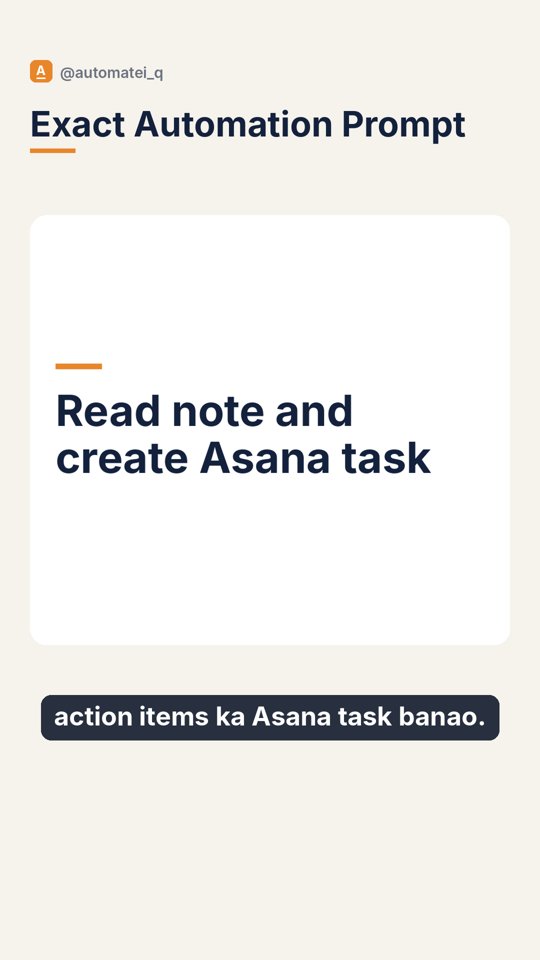 A @automatei_q
Exact Automation Prompt
Read note and
create Asana task
action items ka Asana task banao.